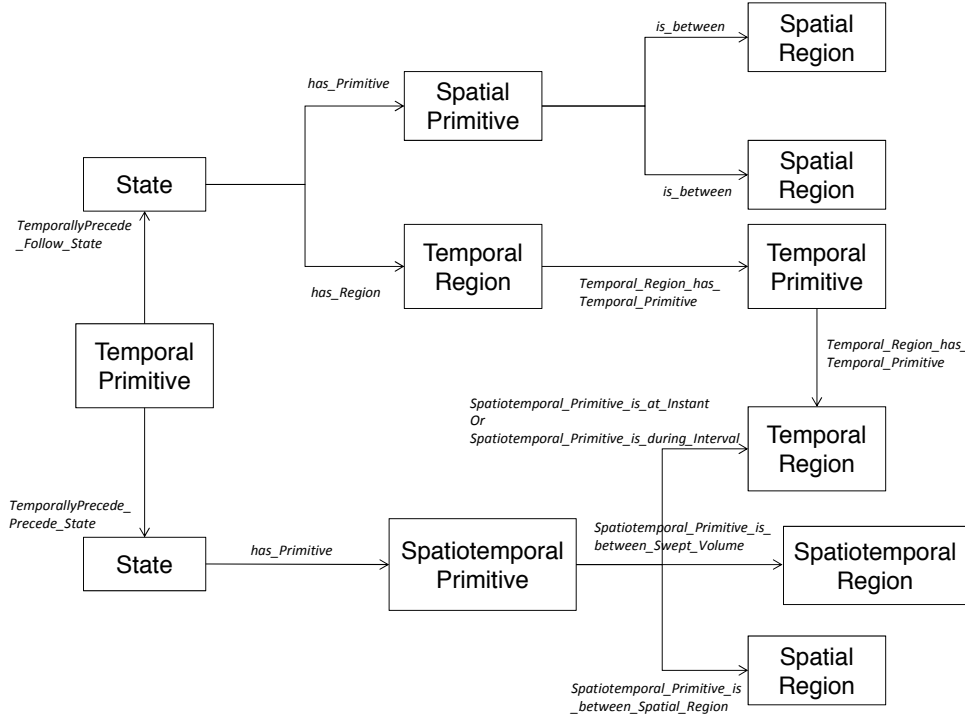 is_between
Spatial
Region
has_Primitive
Spatial
Primitive
State
Spatial
Region
is_between
TemporallyPrecede
_Follow_State
Temporal
Region
has_Region
Temporal_Region_has_
Temporal_Primitive
Temporal
Primitive
Temporal
Primitive
Temporal_Region_has_
Temporal_Primitive
Spatiotemporal_Primitive_is_at_Instant
Or
Spatiotemporal_Primitive_is_during_Interval
Temporal
Region
TemporallyPrecede_
Precede_State
State
has_Primitive
Spatiotemporal
Primitive
Spatiotemporal_Primitive_is_
between_Swept_Volume
Spatiotemporal
Region
Spatiotemporal_Primitive_is
_between_Spatial_Region
Spatial
Region